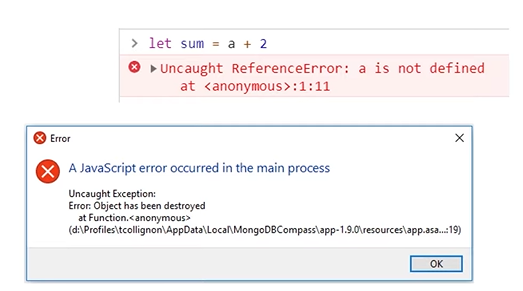 > let sum = a + 2
Uncaught ReferenceError: a is not defined
at <anonymous>:1:11
Error
A JavaScript error occurred in the main process
Uncaught Exception:
Error: Object has been destroyed
at Function.<anonymous>
(d:\Profiles\tcollignon\AppData\Local\MongoDBCompass\app-1.9.0\resources\app.asa...:19)
OK